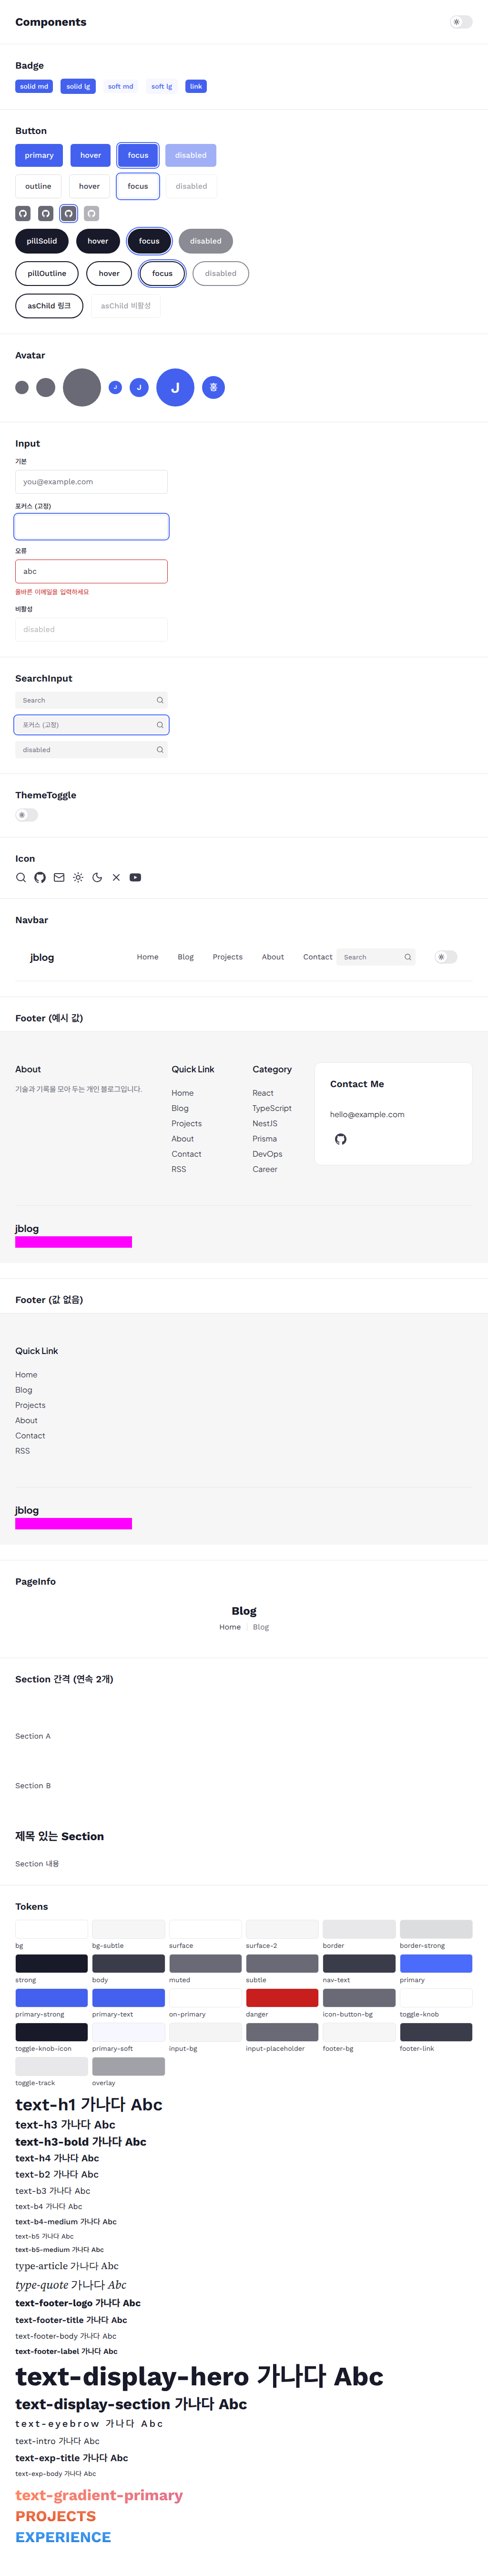 Components
Badge
solid md solid lg soft md soft lg link
Button
primary hover focus disabled
outline hover focus disabled
pillSolid hover focus disabled
pillOutline hover focus disabled
asChild 링크 asChild 비활성
Avatar
J J J 홍
Input
기본
you@example.com
포커스 (고정)
오류
abc
올바른 이메일을 입력하세요
비활성
disabled
SearchInput
Search
포커스 (고정)
disabled
ThemeToggle
Icon
Navbar
jblog Home Blog Projects About Contact Search
Footer (예시 값)
About
기술과 기록을 모아 두는 개인 블로그입니다.
Quick Link
Home
Blog
Projects
About
Contact
RSS
Category
React
TypeScript
NestJS
Prisma
DevOps
Career
Contact Me
hello@example.com
jblog
Footer (값 없음)
Quick Link
Home
Blog
Projects
About
Contact
RSS
jblog
PageInfo
Blog
Home Blog
Section 간격 (연속 2개)
Section A
Section B
제목 있는 Section
Section 내용
Tokens
bg bg-subtle surface surface-2 border border-strong
strong body muted subtle nav-text primary
primary-strong primary-text on-primary danger icon-button-bg toggle-knob
toggle-knob-icon primary-soft input-bg input-placeholder footer-bg footer-link
toggle-track overlay
text-h1 가나다 Abc
text-h3 가나다 Abc
text-h3-bold 가나다 Abc
text-h4 가나다 Abc
text-b2 가나다 Abc
text-b3 가나다 Abc
text-b4 가나다 Abc
text-b4-medium 가나다 Abc
text-b5 가나다 Abc
text-b5-medium 가나다 Abc
type-article 가나다 Abc
type-quote 가나다 Abc
text-footer-logo 가나다 Abc
text-footer-title 가나다 Abc
text-footer-body 가나다 Abc
text-footer-label 가나다 Abc
text-display-hero 가나다 Abc
text-display-section 가나다 Abc
text-eyebrow 가나다 Abc
text-intro 가나다 Abc
text-exp-title 가나다 Abc
text-exp-body 가나다 Abc
text-gradient-primary
PROJECTS
EXPERIENCE